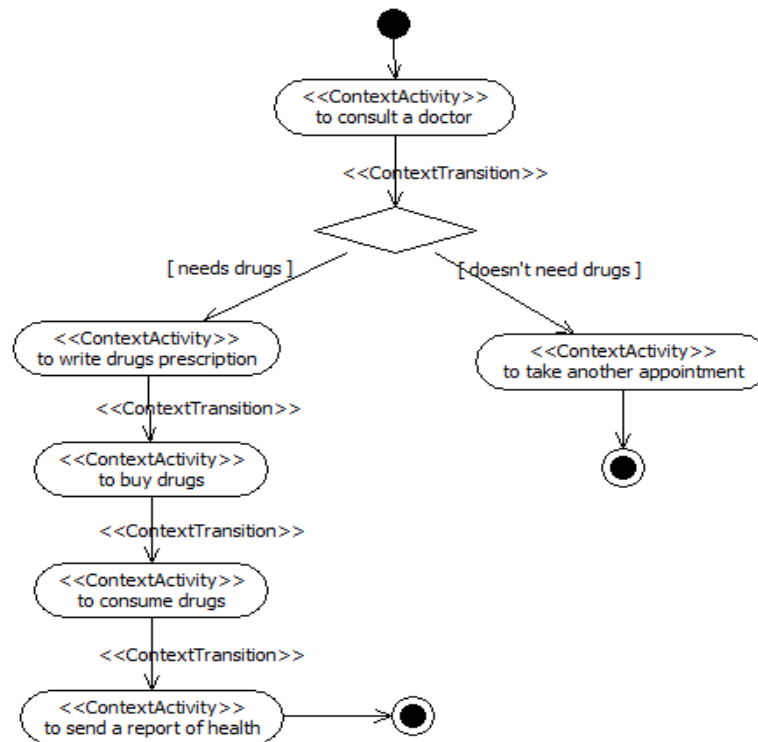 <<ContextActivity>>
to consult a doctor
<<ContextTransition>>
[ needs drugs ]
[ doesn't need drugs ]
<<ContextActivity>>
to write drugs prescription
<<ContextActivity>>
to take another appointment
<<ContextTransition>>
<<ContextActivity>>
to buy drugs
<<ContextTransition>>
<<ContextActivity>>
to consume drugs
<<ContextTransition>>
<<ContextActivity>>
to send a report of health